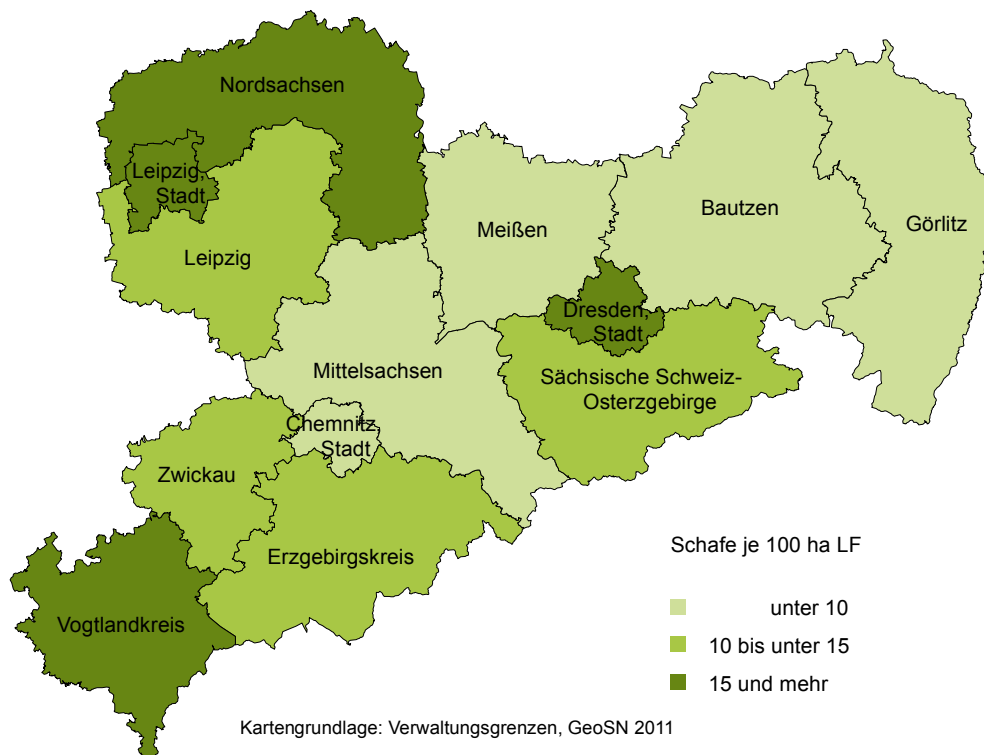 Nordsachsen
Leipzig,
Stadt
Leipzig
Meißen
Bautzen
Görlitz
Dresden,
Stadt
Mittelsachsen
Sächsische Schweiz-
Osterzgebirge
Chemnitz,
Stadt
Zwickau
Erzgebirgskreis
Vogtlandkreis
Schafe je 100 ha LF
unter 10
10 bis unter 15
15 und mehr
Kartengrundlage: Verwaltungsgrenzen, GeoSN 2011